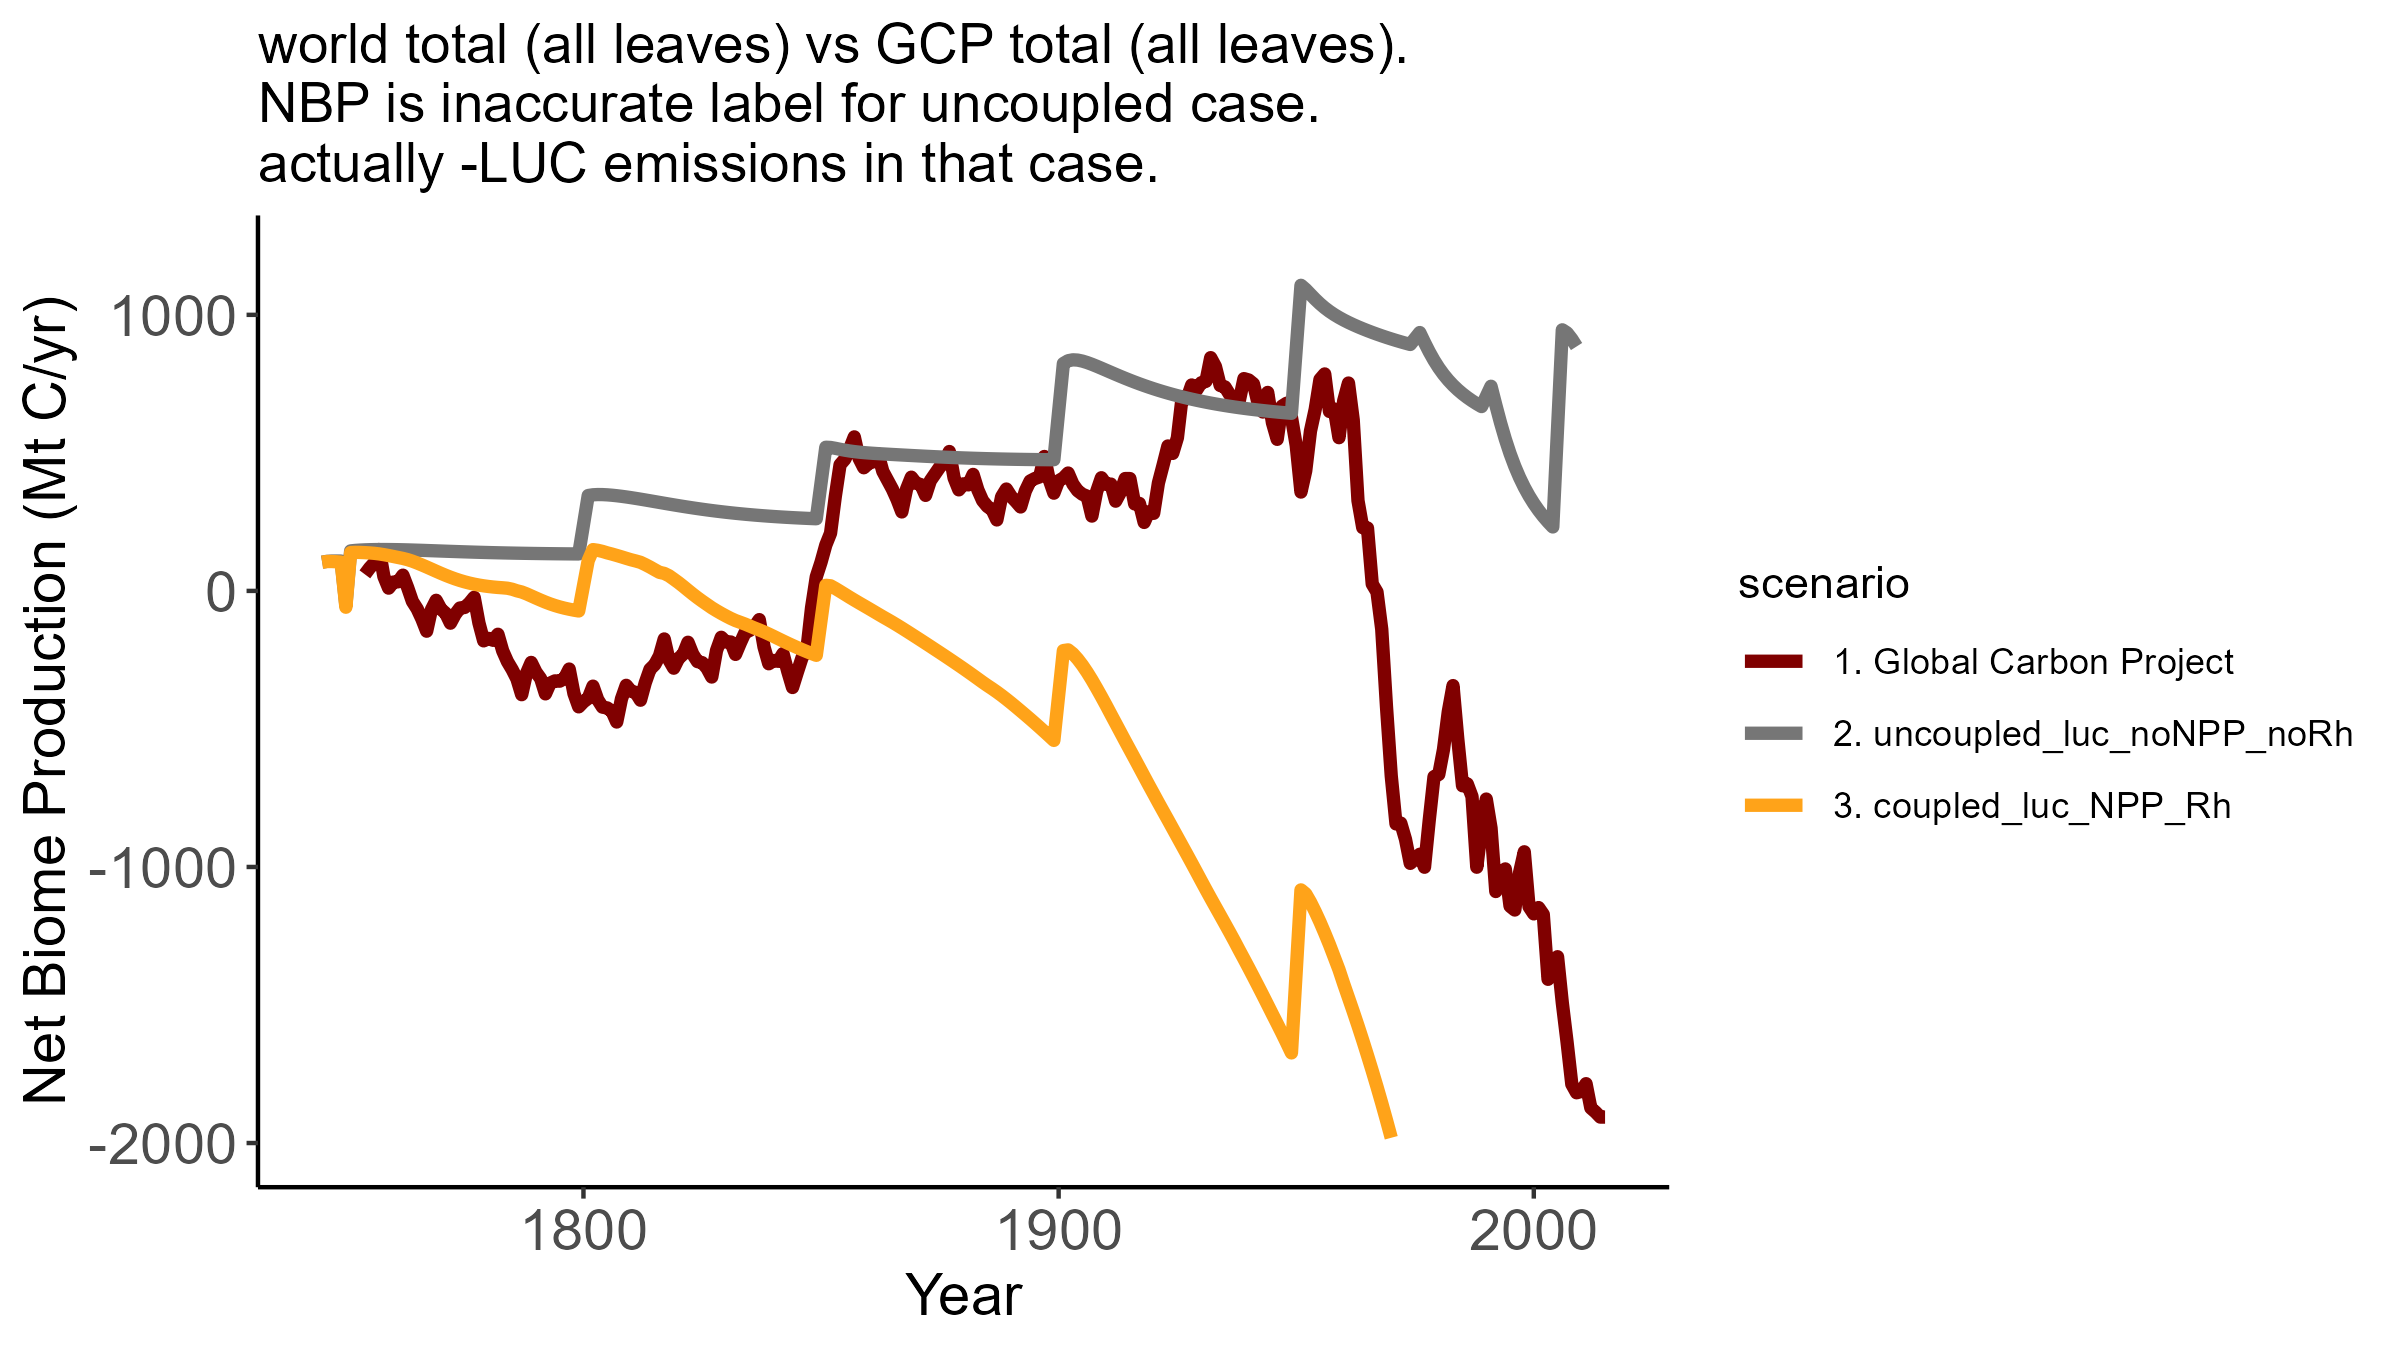 world total (all leaves) vs GCP total (all leaves).
NBP is inaccurate label for uncoupled case.
actually -LUC emissions in that case.
Net Biome Production (Mt C/yr)
1000
0
-1000
-2000
1800
1900
2000
Year
scenario
1. Global Carbon Project
2. uncoupled_luc_noNPP_noRh
3. coupled_luc_NPP_Rh